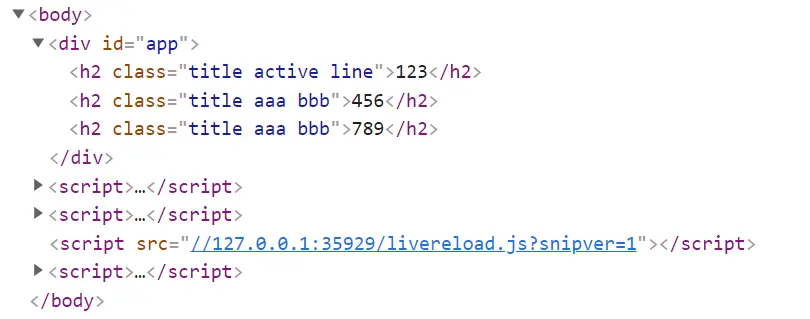 ▼<body>
▼<div id="app">
<h2 class="title active line">123</h2>
<h2 class="title aaa bbb">456</h2>
<h2 class="title aaa bbb">789</h2>
</div>
▶<script>…</script>
▶<script>…</script>
<script src="//127.0.0.1:35929/livereload.js?snipver=1"></script>
▶<script>…</script>
</body>